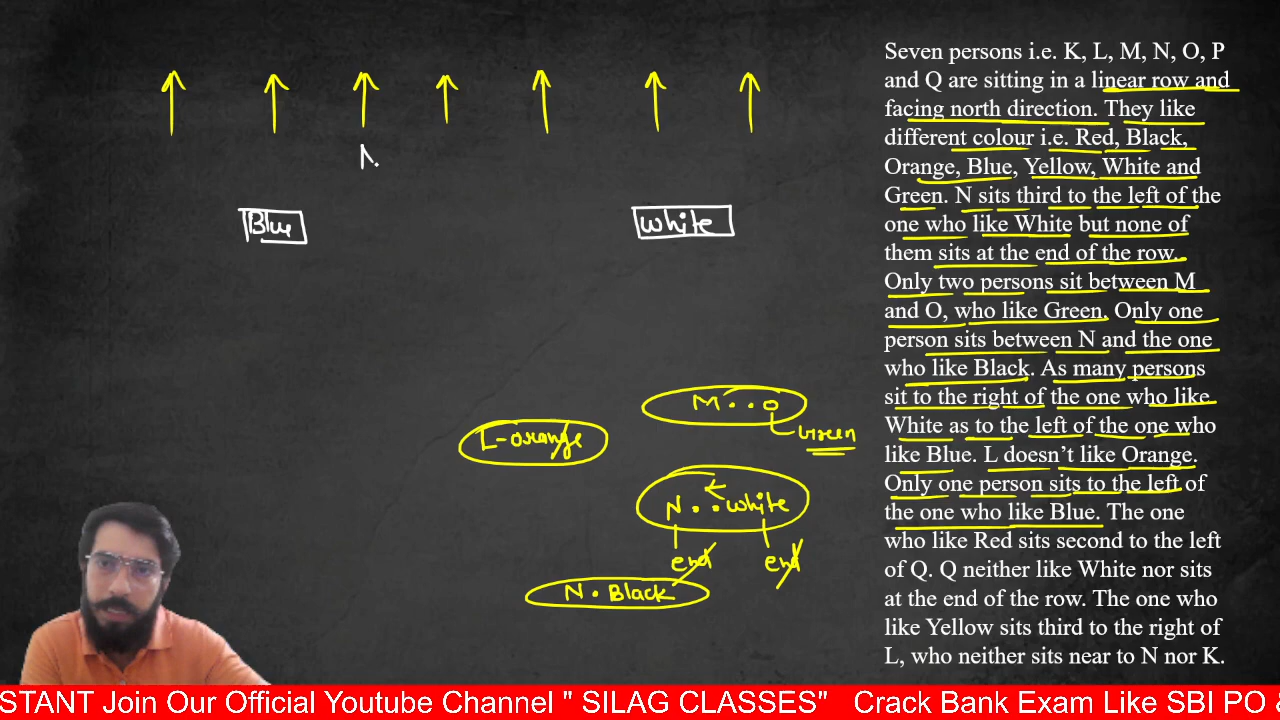 Seven persons i.e. K, L, M, N, O, P
and Q are sitting in a linear row and
facing north direction. They like
different colour i.e. Red, Black,
Orange, Blue, Yellow, White and
Green. N sits third to the left of the
one who like White but none of
them sits at the end of the row.
Only two persons sit between M
and O, who like Green. Only one
person sits between N and the one
who like Black. As many persons
sit to the right of the one who like
White as to the left of the one who
like Blue. L doesn't like Orange.
Only one person sits to the left of
the one who like Blue. The one
who like Red sits second to the left
of Q. Q neither like White nor sits
at the end of the row. The one who
like Yellow sits third to the right of
L, who neither sits near to N nor K.
N
Blue
White
M . . O
Green
L-orange
N . . white
end end
N . Black
STANT Join Our Official Youtube Channel " SILAG CLASSES" Crack Bank Exam Like SBI PO